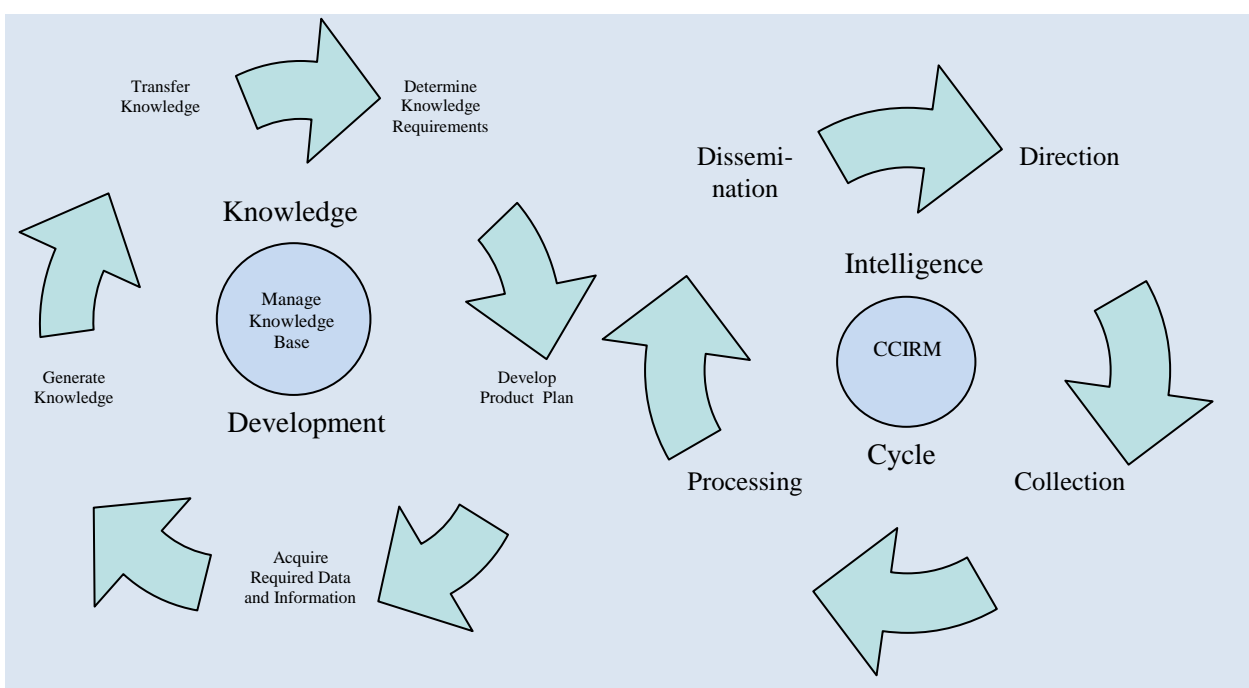 Transfer
Knowledge
Determine
Knowledge
Requirements
Knowledge
Manage
Knowledge
Base
Development
Generate
Knowledge
Develop
Product Plan
Acquire
Required Data
and Information
Dissemi-
nation
Direction
Intelligence
CCIRM
Cycle
Processing
Collection